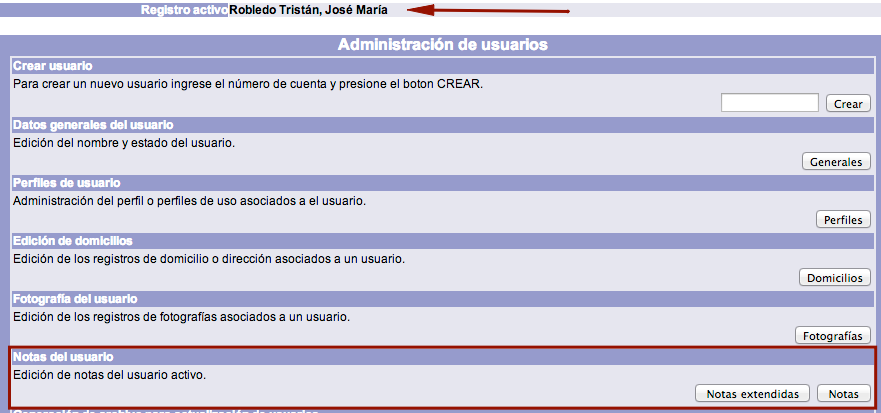 Registro activo Robledo Tristán, José María
Administración de usuarios
Crear usuario
Para crear un nuevo usuario ingrese el número de cuenta y presione el boton CREAR.
Crear
Datos generales del usuario
Edición del nombre y estado del usuario.
Generales
Perfiles de usuario
Administración del perfil o perfiles de uso asociados a el usuario.
Perfiles
Edición de domicilios
Edición de los registros de domicilio o dirección asociados a un usuario.
Domicilios
Fotografía del usuario
Edición de los registros de fotografías asociados a un usuario.
Fotografías
Notas del usuario
Edición de notas del usuario activo.
Notas extendidas Notas